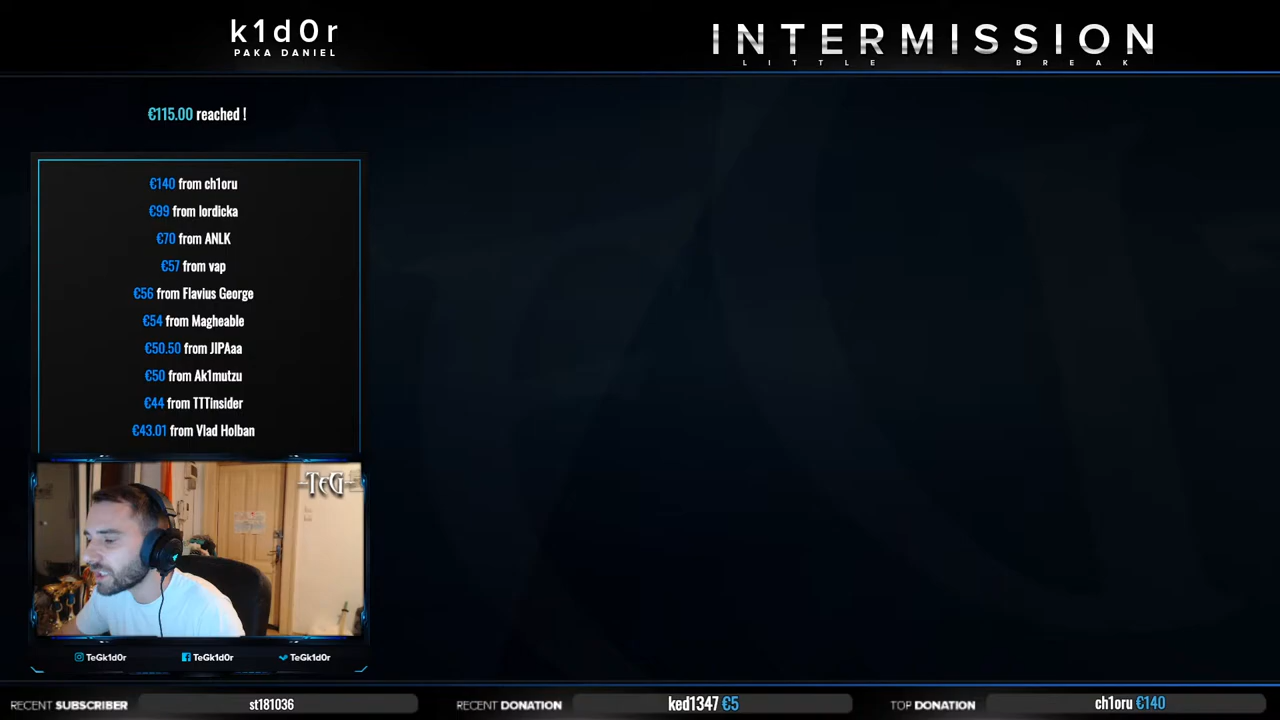 k1d0r
PAKA DANIEL
INTERMISSION
LITTLE BREAK
€115.00 reached !
€140 from ch1oru
€99 from lordicka
€70 from ANLK
€57 from vap
€56 from Flavius George
€54 from Magheable
€50.50 from JIPAaa
€50 from Ak1mutzu
€44 from TTTinsider
€43.01 from Vlad Holban
TeG
TeGk1d0r TeGk1d0r TeGk1d0r
RECENT SUBSCRIBER st181036 RECENT DONATION ked1347 €5 TOP DONATION ch1oru €140